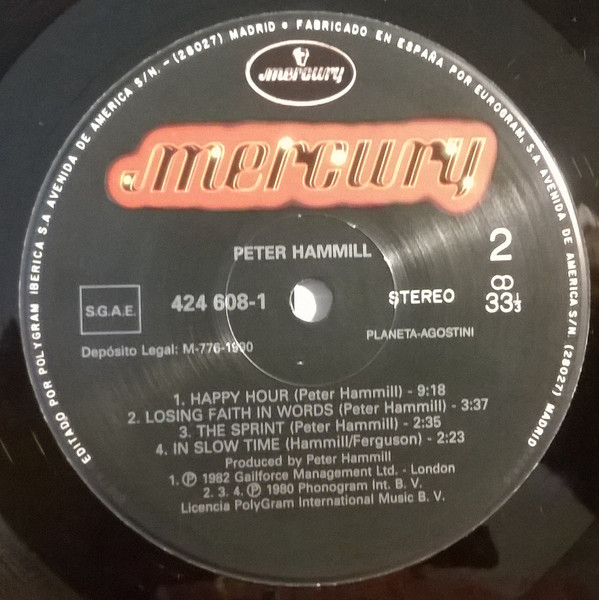 EDITADO POR POLYGRAM IBERICA S.A AVENIDA DE AMERICA S/N. - (28027) MADRID • FABRICADO EN ESPAÑA POR EUROGRAM, S.A. AVENIDA DE AMERICA S/N. (28027) MADRID
mercury
mercury
PETER HAMMILL
2
S.G.A.E.
424 608-1
STEREO
33⅓
PLANETA-AGOSTINI
Depósito Legal: M-776-1990
1. HAPPY HOUR (Peter Hammill) - 9:18
2. LOSING FAITH IN WORDS (Peter Hammill) - 3:37
3. THE SPRINT (Peter Hammill) - 2:35
4. IN SLOW TIME (Hammill/Ferguson) - 2:23
Produced by Peter Hammill
1. ℗ 1982 Gailforce Management Ltd. - London
2. 3. 4. ℗ 1980 Phonogram Int. B. V.
Licencia PolyGram International Music B. V.